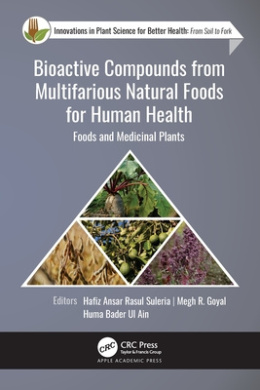 Innovations in Plant Science for Better Health: From Soil to Fork
Bioactive Compounds from
Multifarious Natural Foods
for Human Health
Foods and Medicinal Plants
Editors
Hafiz Ansar Rasul Suleria | Megh R. Goyal
Huma Bader Ul Ain
CRC
CRC Press
Taylor & Francis Group
APPLE ACADEMIC PRESS